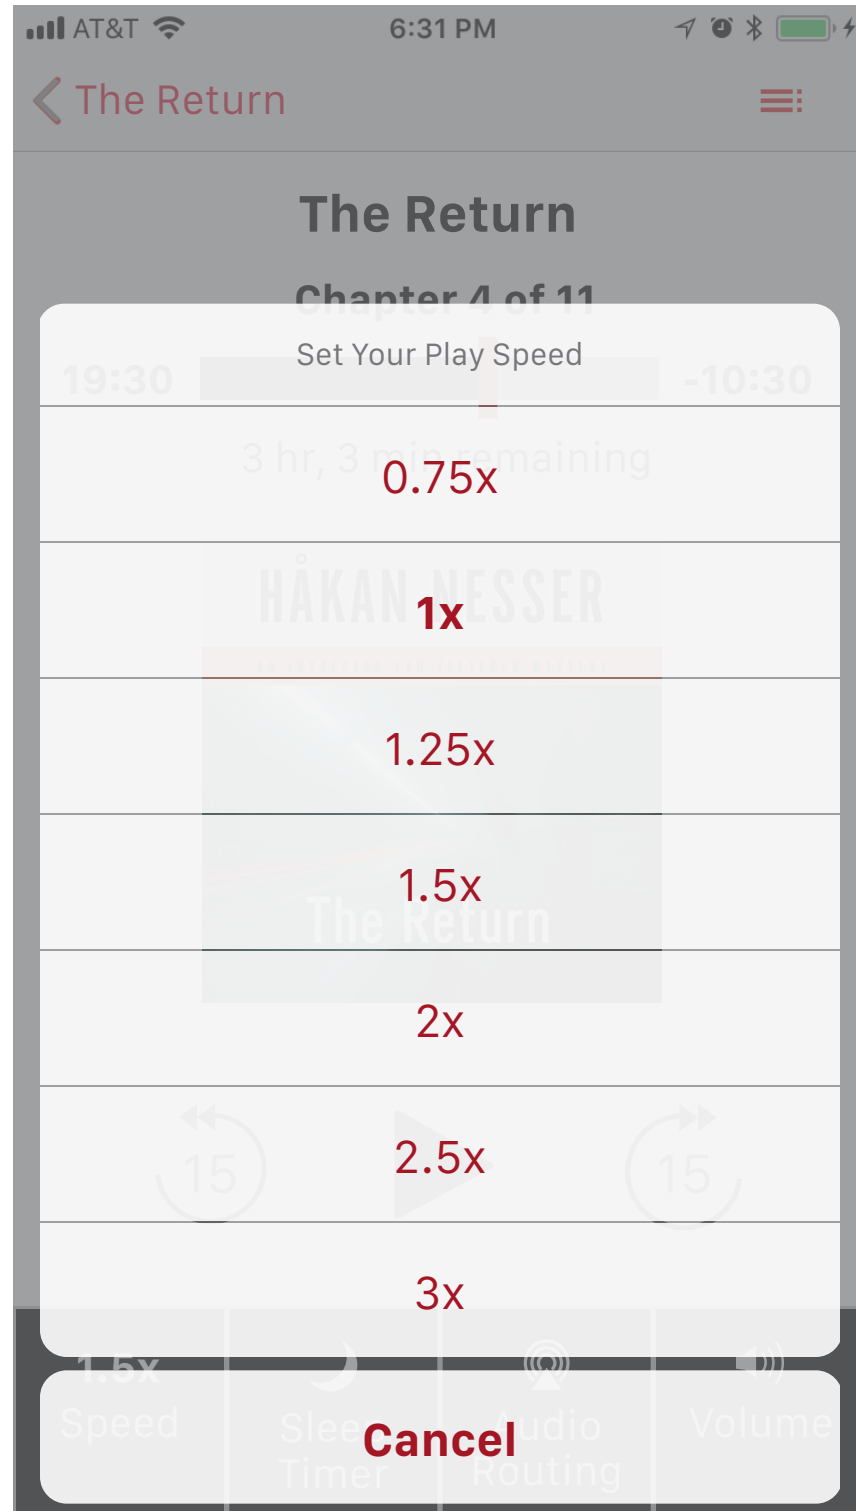 AT&T 6:31 PM
The Return
The Return
Chapter 4 of 11
Set Your Play Speed
19:30 -10:30
3 hr, 3 min remaining
0.75x
HÅKAN NESSER
1x
1.25x
1.5x
The Return
2x
15 2.5x 15
3x
1.5x
Speed Sleep Audio Volume
Timer Routing
Cancel